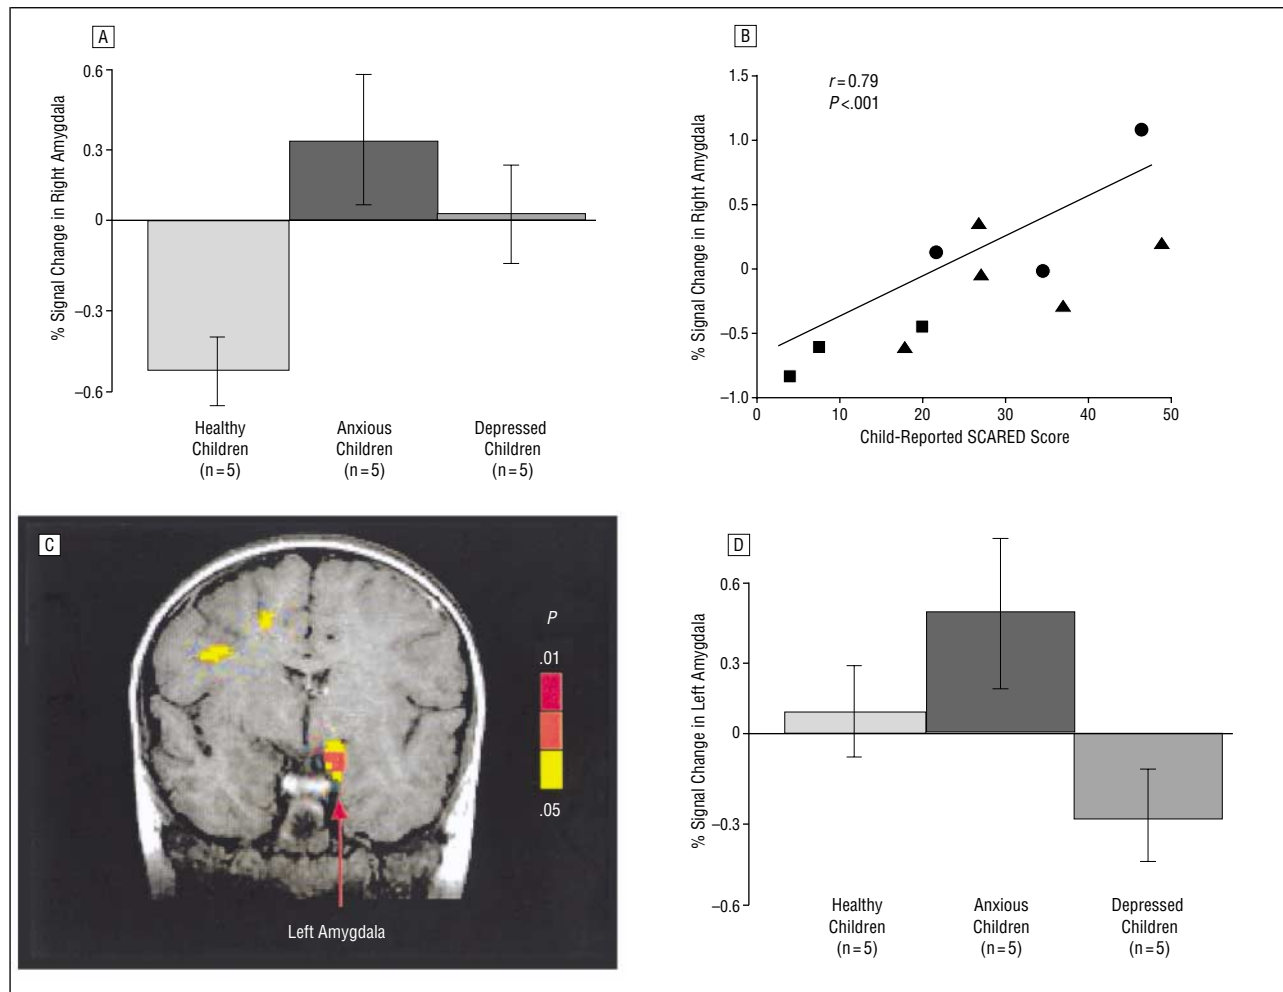 A
% Signal Change in Right Amygdala
0.6
0.3
0
–0.3
–0.6
Healthy
Children
(n=5)
Anxious
Children
(n=5)
Depressed
Children
(n=5)
B
% Signal Change in Right Amygdala
r=0.79
P<.001
1.5
1.0
0.5
0
–0.5
–1.0
0
10
20
30
40
50
Child-Reported SCARED Score
C
P
.01
.05
Left Amygdala
D
% Signal Change in Left Amygdala
0.6
0.3
0
–0.3
–0.6
Healthy
Children
(n=5)
Anxious
Children
(n=5)
Depressed
Children
(n=5)